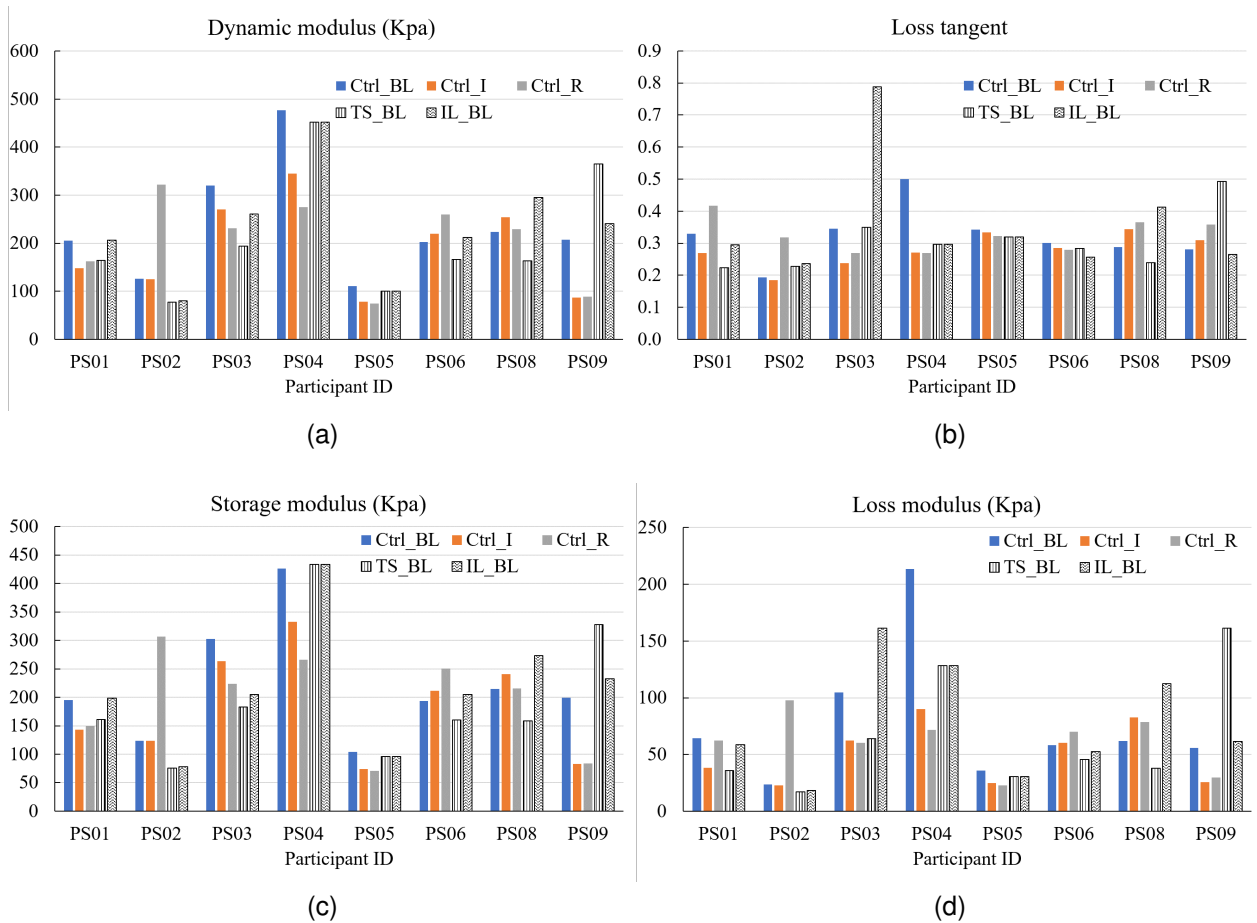 Dynamic modulus (Kpa)
600
500
400
300
200
100
0
Ctrl_BL Ctrl_I Ctrl_R
TS_BL IL_BL
PS01 PS02 PS03 PS04 PS05 PS06 PS08 PS09
Participant ID
(a)
Loss tangent
0.9
0.8
0.7
0.6
0.5
0.4
0.3
0.2
0.1
0.0
Ctrl_BL Ctrl_I Ctrl_R
TS_BL IL_BL
PS01 PS02 PS03 PS04 PS05 PS06 PS08 PS09
Participant ID
(b)
Storage modulus (Kpa)
500
450
400
350
300
250
200
150
100
50
0
Ctrl_BL Ctrl_I Ctrl_R
TS_BL IL_BL
PS01 PS02 PS03 PS04 PS05 PS06 PS08 PS09
Participant ID
(c)
Loss modulus (Kpa)
250
200
150
100
50
0
Ctrl_BL Ctrl_I Ctrl_R
TS_BL IL_BL
PS01 PS02 PS03 PS04 PS05 PS06 PS08 PS09
Participant ID
(d)